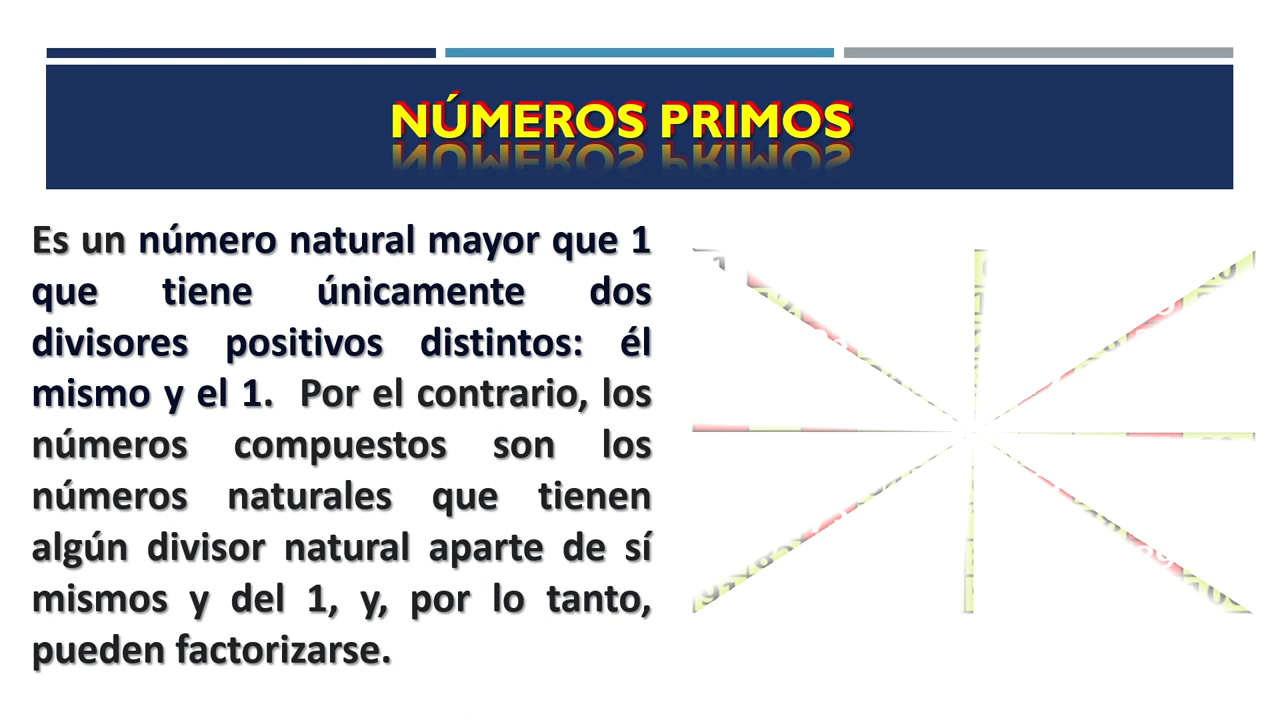 NÚMEROS PRIMOS
Es un número natural mayor que 1
que tiene únicamente dos
divisores positivos distintos: él
mismo y el 1. Por el contrario, los
números compuestos son los
números naturales que tienen
algún divisor natural aparte de sí
mismos y del 1, y, por lo tanto,
pueden factorizarse.